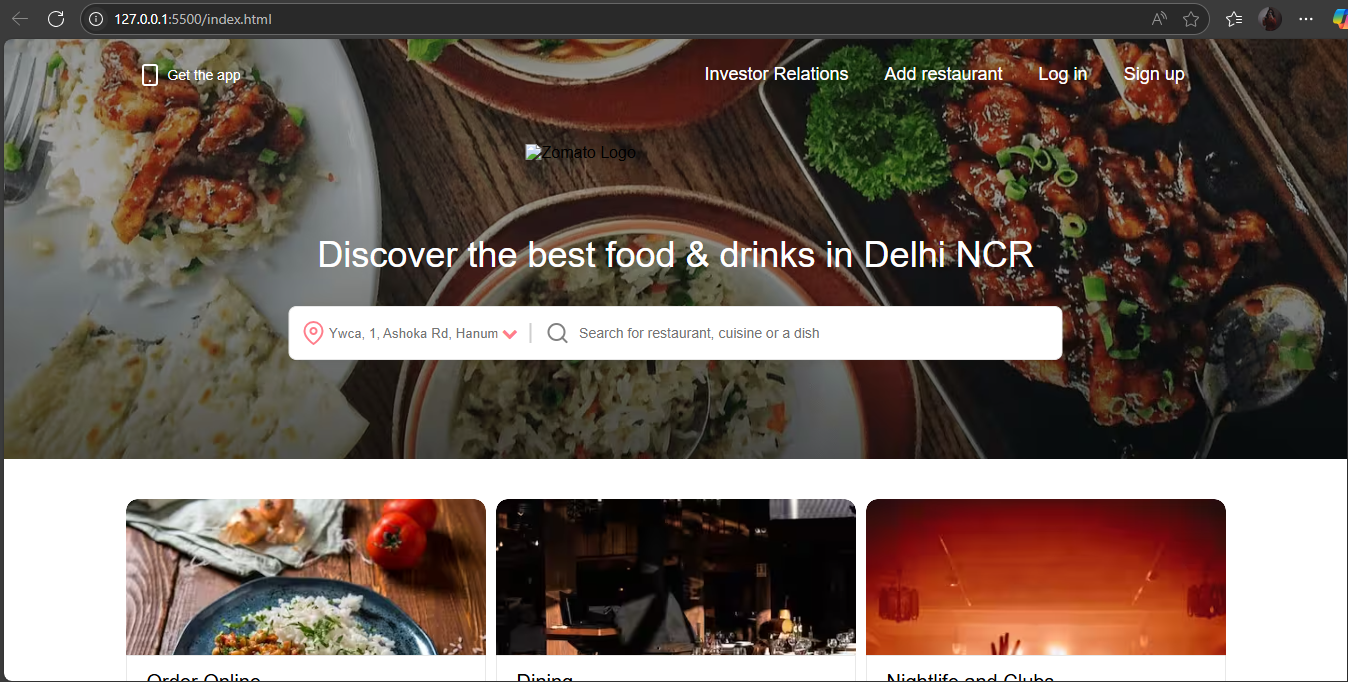 127.0.0.1:5500/index.html
Get the app
Investor Relations Add restaurant Log in Sign up
Zomato Logo
Discover the best food & drinks in Delhi NCR
Ywca, 1, Ashoka Rd, Hanum
Search for restaurant, cuisine or a dish
Order Online Dining Nightlife and Clubs